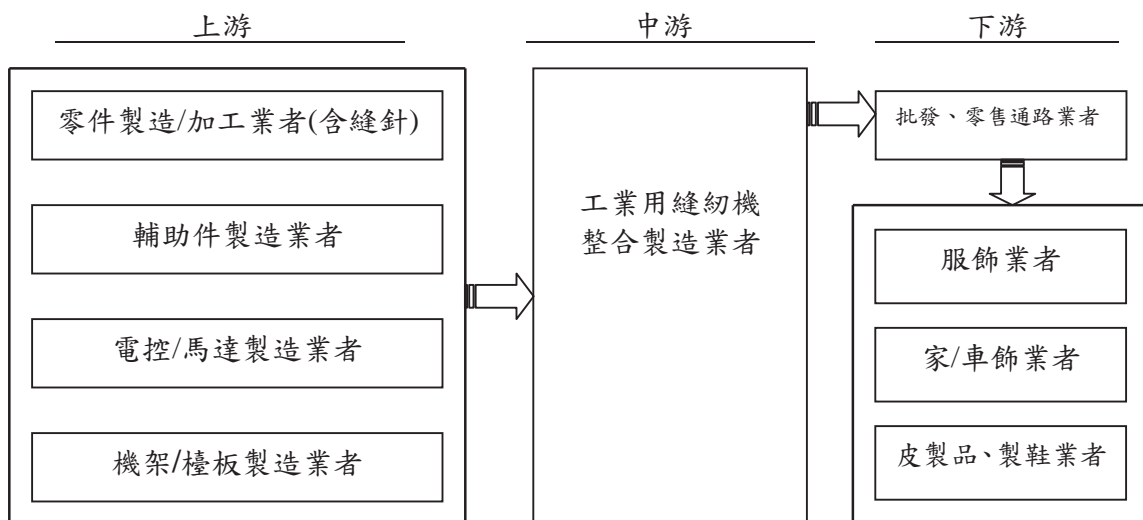 上游
中游
下游
零件製造/加工業者(含縫針)
輔助件製造業者
電控/馬達製造業者
機架/檯板製造業者
工業用縫紉機
整合製造業者
批發、零售通路業者
服飾業者
家/車飾業者
皮製品、製鞋業者